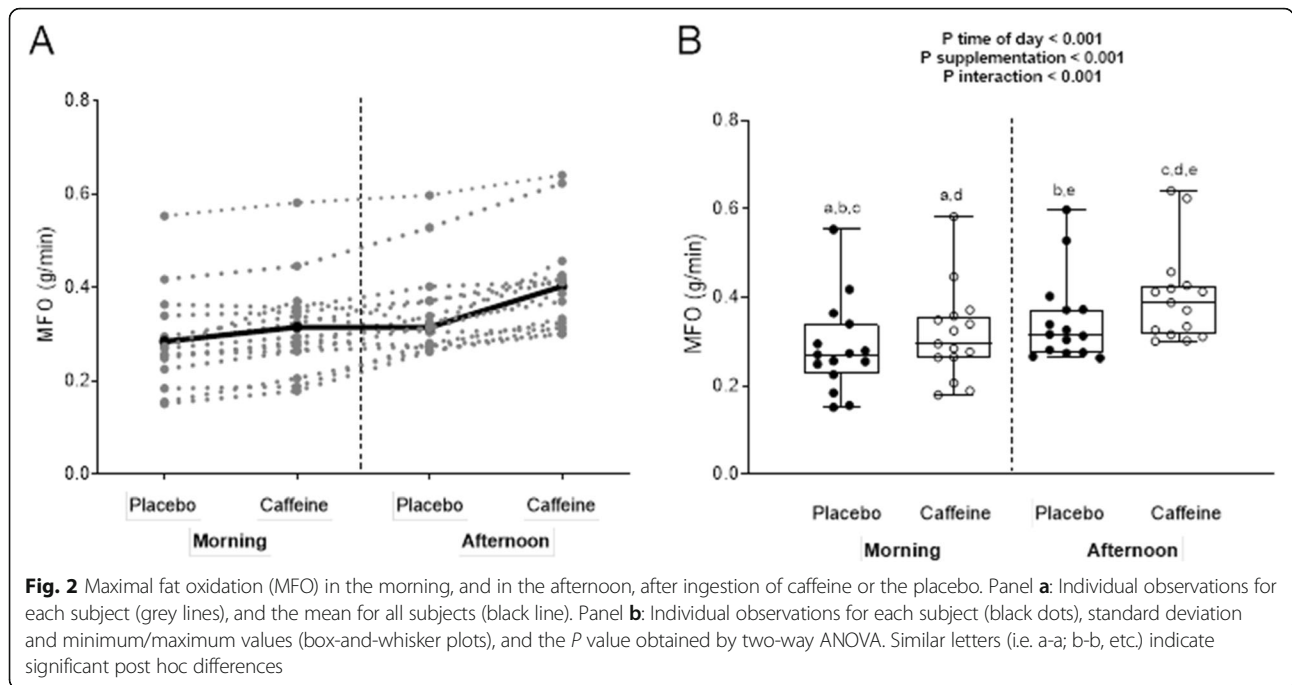 A
MFO (g/min)
0.8
0.6
0.4
0.2
0.0
Placebo
Caffeine
Placebo
Caffeine
Morning
Afternoon
B
P time of day < 0.001
P supplementation < 0.001
P interaction < 0.001
MFO (g/min)
0.8
0.6
0.4
0.2
0.0
a,b,c
a,d
b,e
c,d,e
Placebo
Caffeine
Placebo
Caffeine
Morning
Afternoon
Fig. 2 Maximal fat oxidation (MFO) in the morning, and in the afternoon, after ingestion of caffeine or the placebo. Panel a: Individual observations for
each subject (grey lines), and the mean for all subjects (black line). Panel b: Individual observations for each subject (black dots), standard deviation
and minimum/maximum values (box-and-whisker plots), and the P value obtained by two-way ANOVA. Similar letters (i.e. a-a; b-b, etc.) indicate
significant post hoc differences